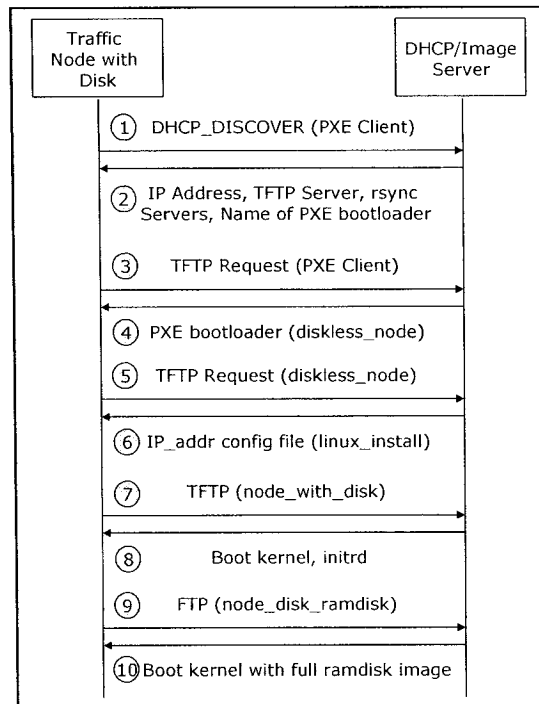 Traffic
Node with
Disk
DHCP/Image
Server
1 DHCP_DISCOVER (PXE Client)
2 IP Address, TFTP Server, rsync
Servers, Name of PXE bootloader
3 TFTP Request (PXE Client)
4 PXE bootloader (diskless_node)
5 TFTP Request (diskless_node)
6 IP_addr config file (linux_install)
7 TFTP (node_with_disk)
8 Boot kernel, initrd
9 FTP (node_disk_ramdisk)
10 Boot kernel with full ramdisk image